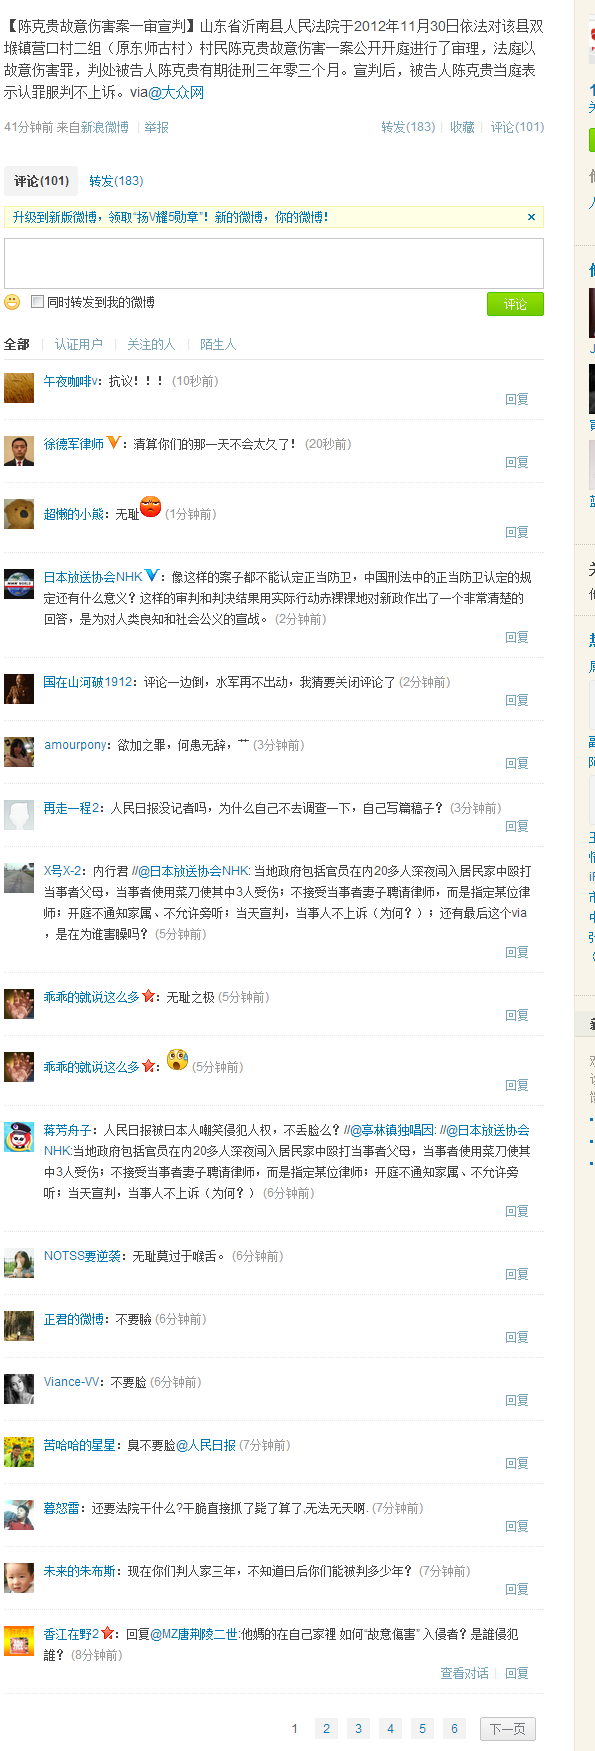 【陈克贵故意伤害案一审宣判】山东省沂南县人民法院于2012年11月30日依法对该县双
堠镇营口村二组（原东师古村）村民陈克贵故意伤害一案公开开庭进行了审理，法庭以
故意伤害罪，判处被告人陈克贵有期徒刑三年零三个月。宣判后，被告人陈克贵当庭表
示认罪服判不上诉。via@大众网
41分钟前 来自新浪微博 | 举报 转发(183) | 收藏 | 评论(101)
评论(101) 转发(183)
升级到新版微博，领取“扬V耀5勋章”！新的微博，你的微博！ ×
同时转发到我的微博 评论
全部 | 认证用户 | 关注的人 | 陌生人
午夜咖啡v：抗议！！！ (10秒前)
回复
徐德军律师V：清算你们的那一天不会太久了！ (20秒前)
回复
超懒的小熊：无耻 (1分钟前)
回复
日本放送协会NHK V：像这样的案子都不能认定正当防卫，中国刑法中的正当防卫认定的规
定还有什么意义？这样的审判和判决结果用实际行动赤裸裸地对新政作出了一个非常清楚的
回答，是为对人类良知和社会公义的宣战。 (2分钟前)
回复
国在山河破1912：评论一边倒，水军再不出动，我猜要关闭评论了 (2分钟前)
回复
amourpony：欲加之罪，何患无辞，艹 (3分钟前)
回复
再走一程2：人民日报没记者吗，为什么自己不去调查一下，自己写篇稿子？ (3分钟前)
回复
X号X-2：内行君 //@日本放送协会NHK: 当地政府包括官员在内20多人深夜闯入居民家中殴打
当事者父母，当事者使用菜刀使其中3人受伤；不接受当事者妻子聘请律师，而是指定某位律
师；开庭不通知家属、不允许旁听；当天宣判，当事人不上诉（为何？）；还有最后这个via
，是在为谁害臊吗？ (5分钟前)
回复
乖乖的就说这么多：无耻之极 (5分钟前)
回复
乖乖的就说这么多： (5分钟前)
回复
蒋芳舟子：人民日报被日本人嘲笑侵犯人权，不丢脸么？//@亭林镇独唱因: //@日本放送协会
NHK:当地政府包括官员在内20多人深夜闯入居民家中殴打当事者父母，当事者使用菜刀使其
中3人受伤；不接受当事者妻子聘请律师，而是指定某位律师；开庭不通知家属、不允许旁
听；当天宣判，当事人不上诉（为何？） (6分钟前)
回复
NOTSS要逆袭：无耻莫过于喉舌。 (6分钟前)
回复
正君的微博：不要臉 (6分钟前)
回复
Viance-VV：不要脸 (6分钟前)
回复
苦哈哈的星星：臭不要脸@人民日报 (7分钟前)
回复
暮怒雷：还要法院干什么?干脆直接抓了毙了算了,无法无天啊. (7分钟前)
回复
未来的朱布斯：现在你们判人家三年，不知道日后你们能被判多少年？ (7分钟前)
回复
香江在野2：回复@MZ唐荆陵二世:他媽的在自己家裡 如何“故意傷害” 入侵者？是誰侵犯
誰？ (8分钟前)
查看对话 | 回复
1 2 3 4 5 6 下一页